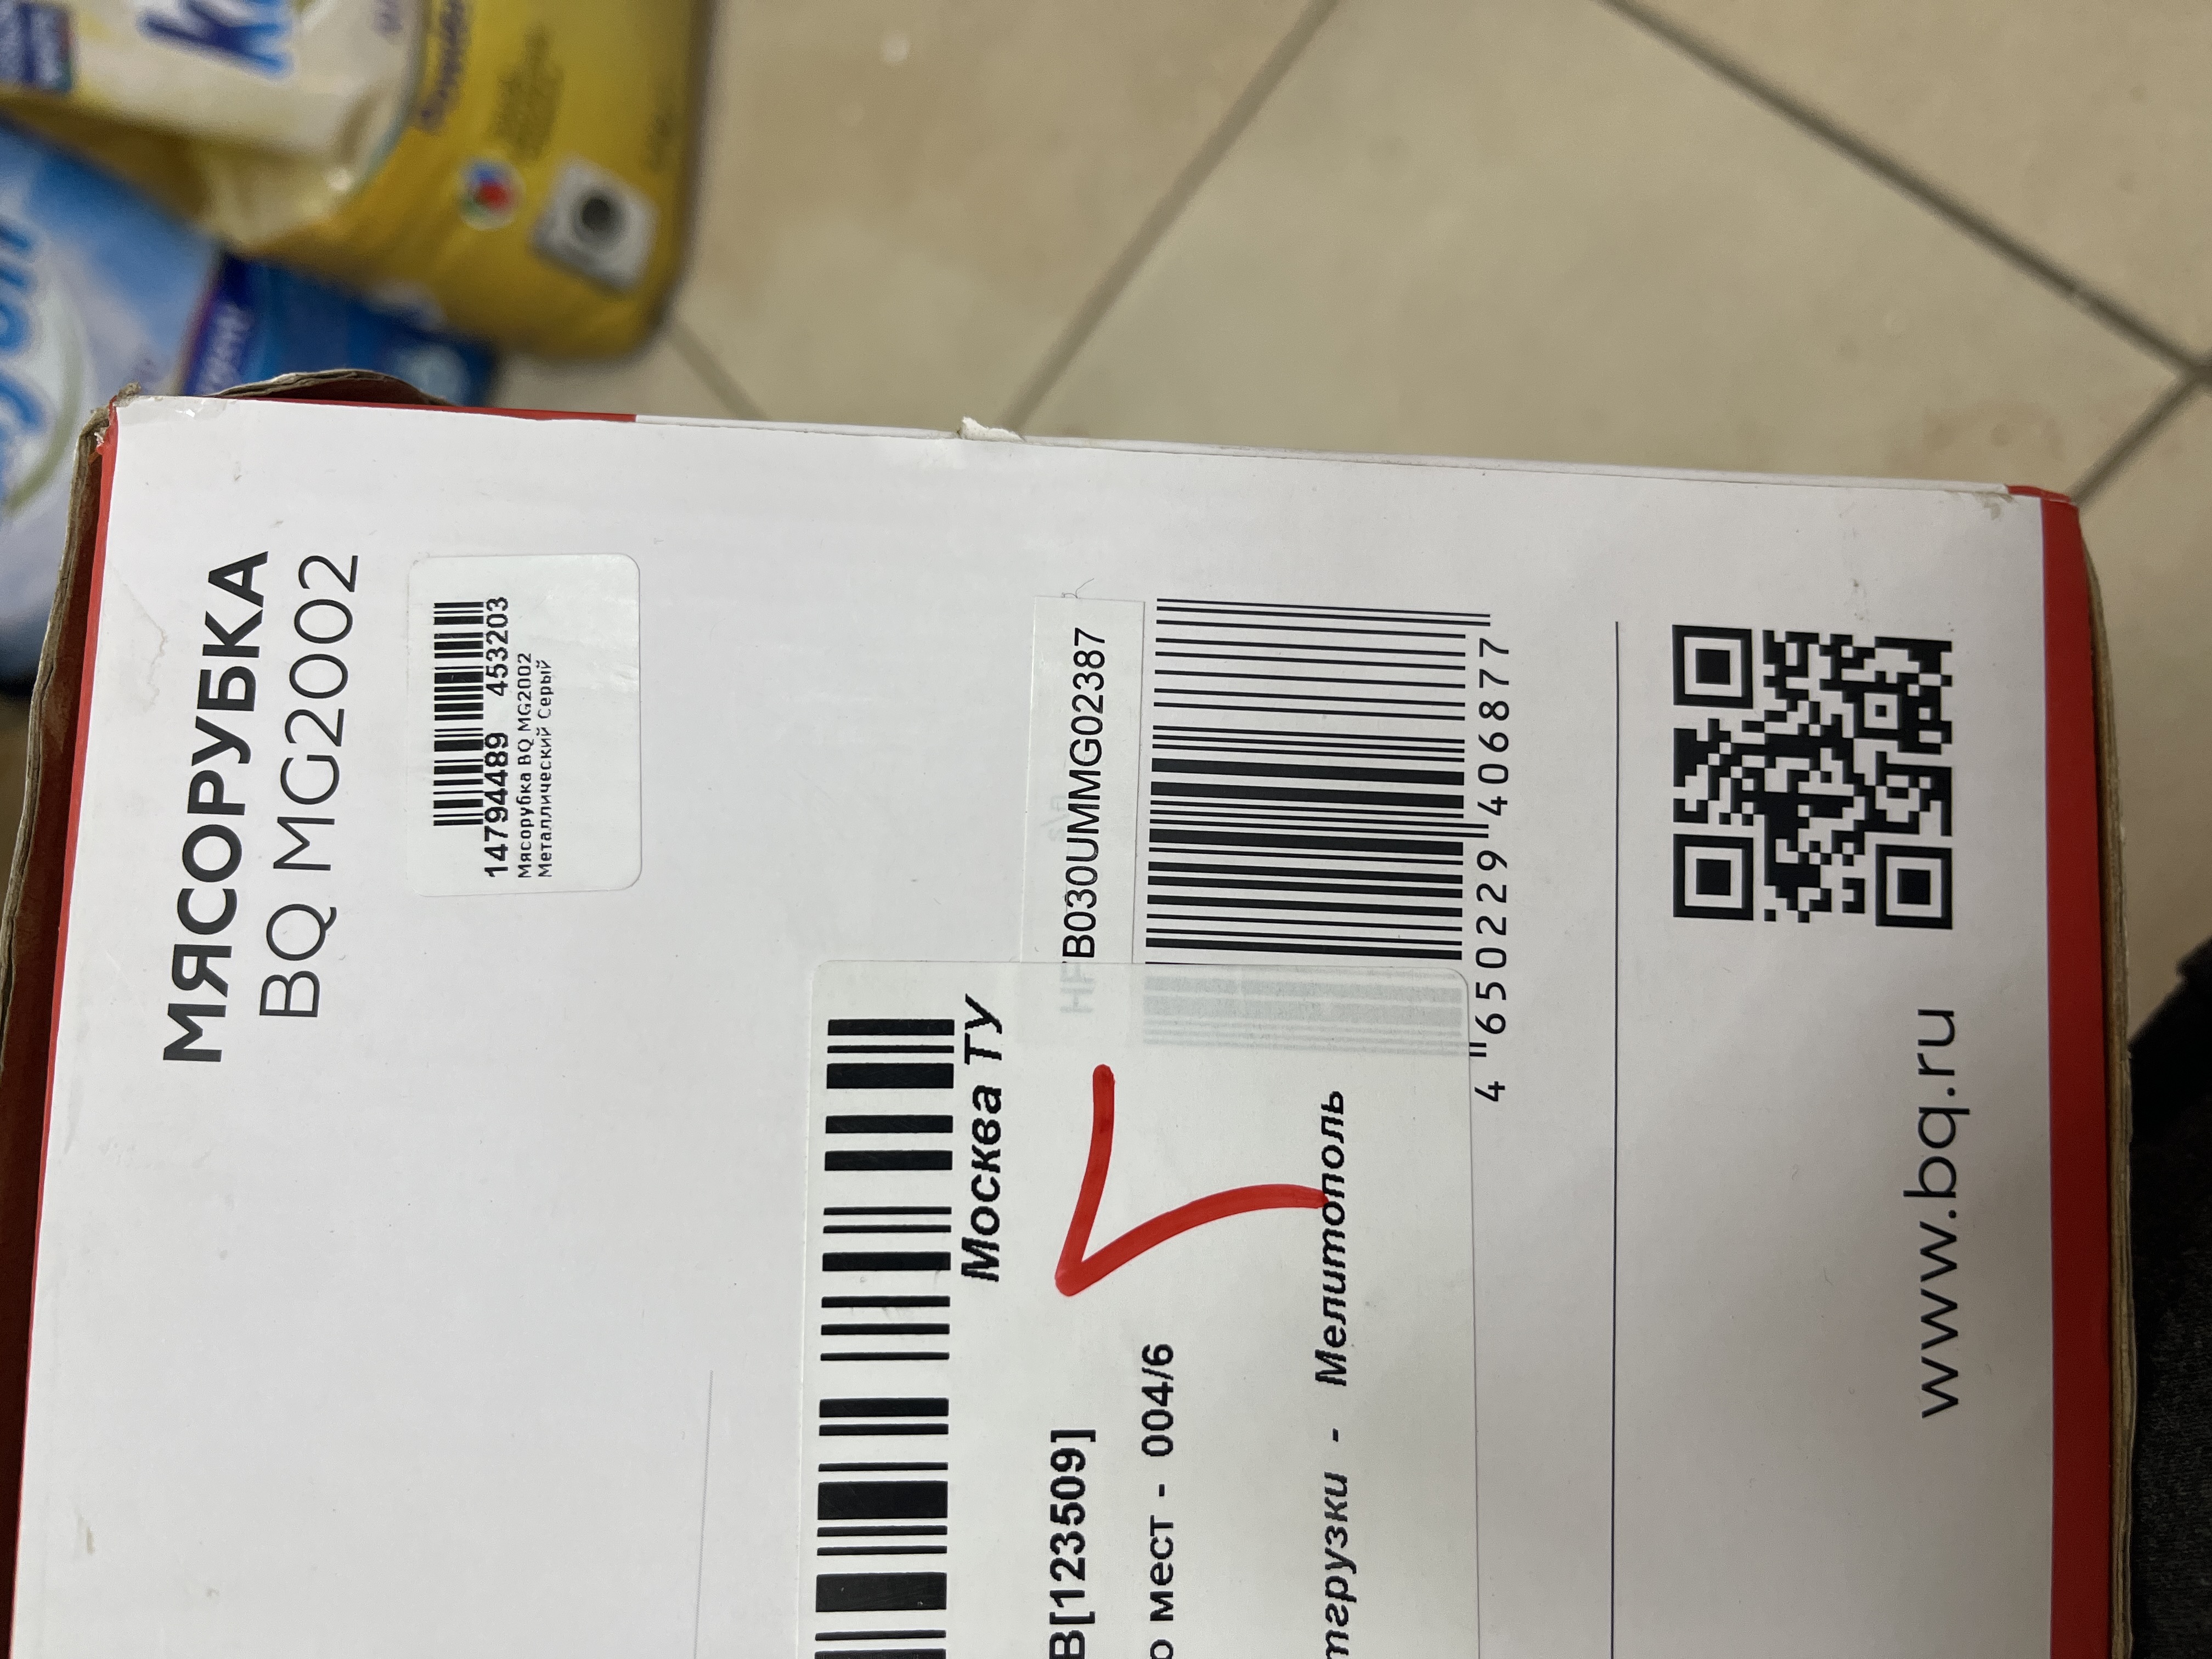 МЯСОРУБКА
BQ MG2002
147944489 453203
Мясорубка BQ MG2002
Металлический Серый
B030UMMG02387
4 650229 406877
Москва ТУ
B[123509]
о мест - 004/6
тгрузки - Мелитополь
www.bq.ru